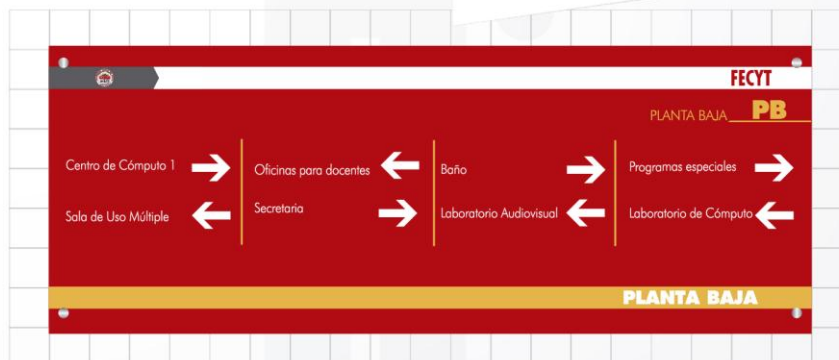 FECYT
PLANTA BAJA PB
Centro de Cómputo 1
Sala de Uso Múltiple
Oficinas para docentes
Secretaria
Baño
Laboratorio Audiovisual
Programas especiales
Laboratorio de Cómputo
PLANTA BAJA